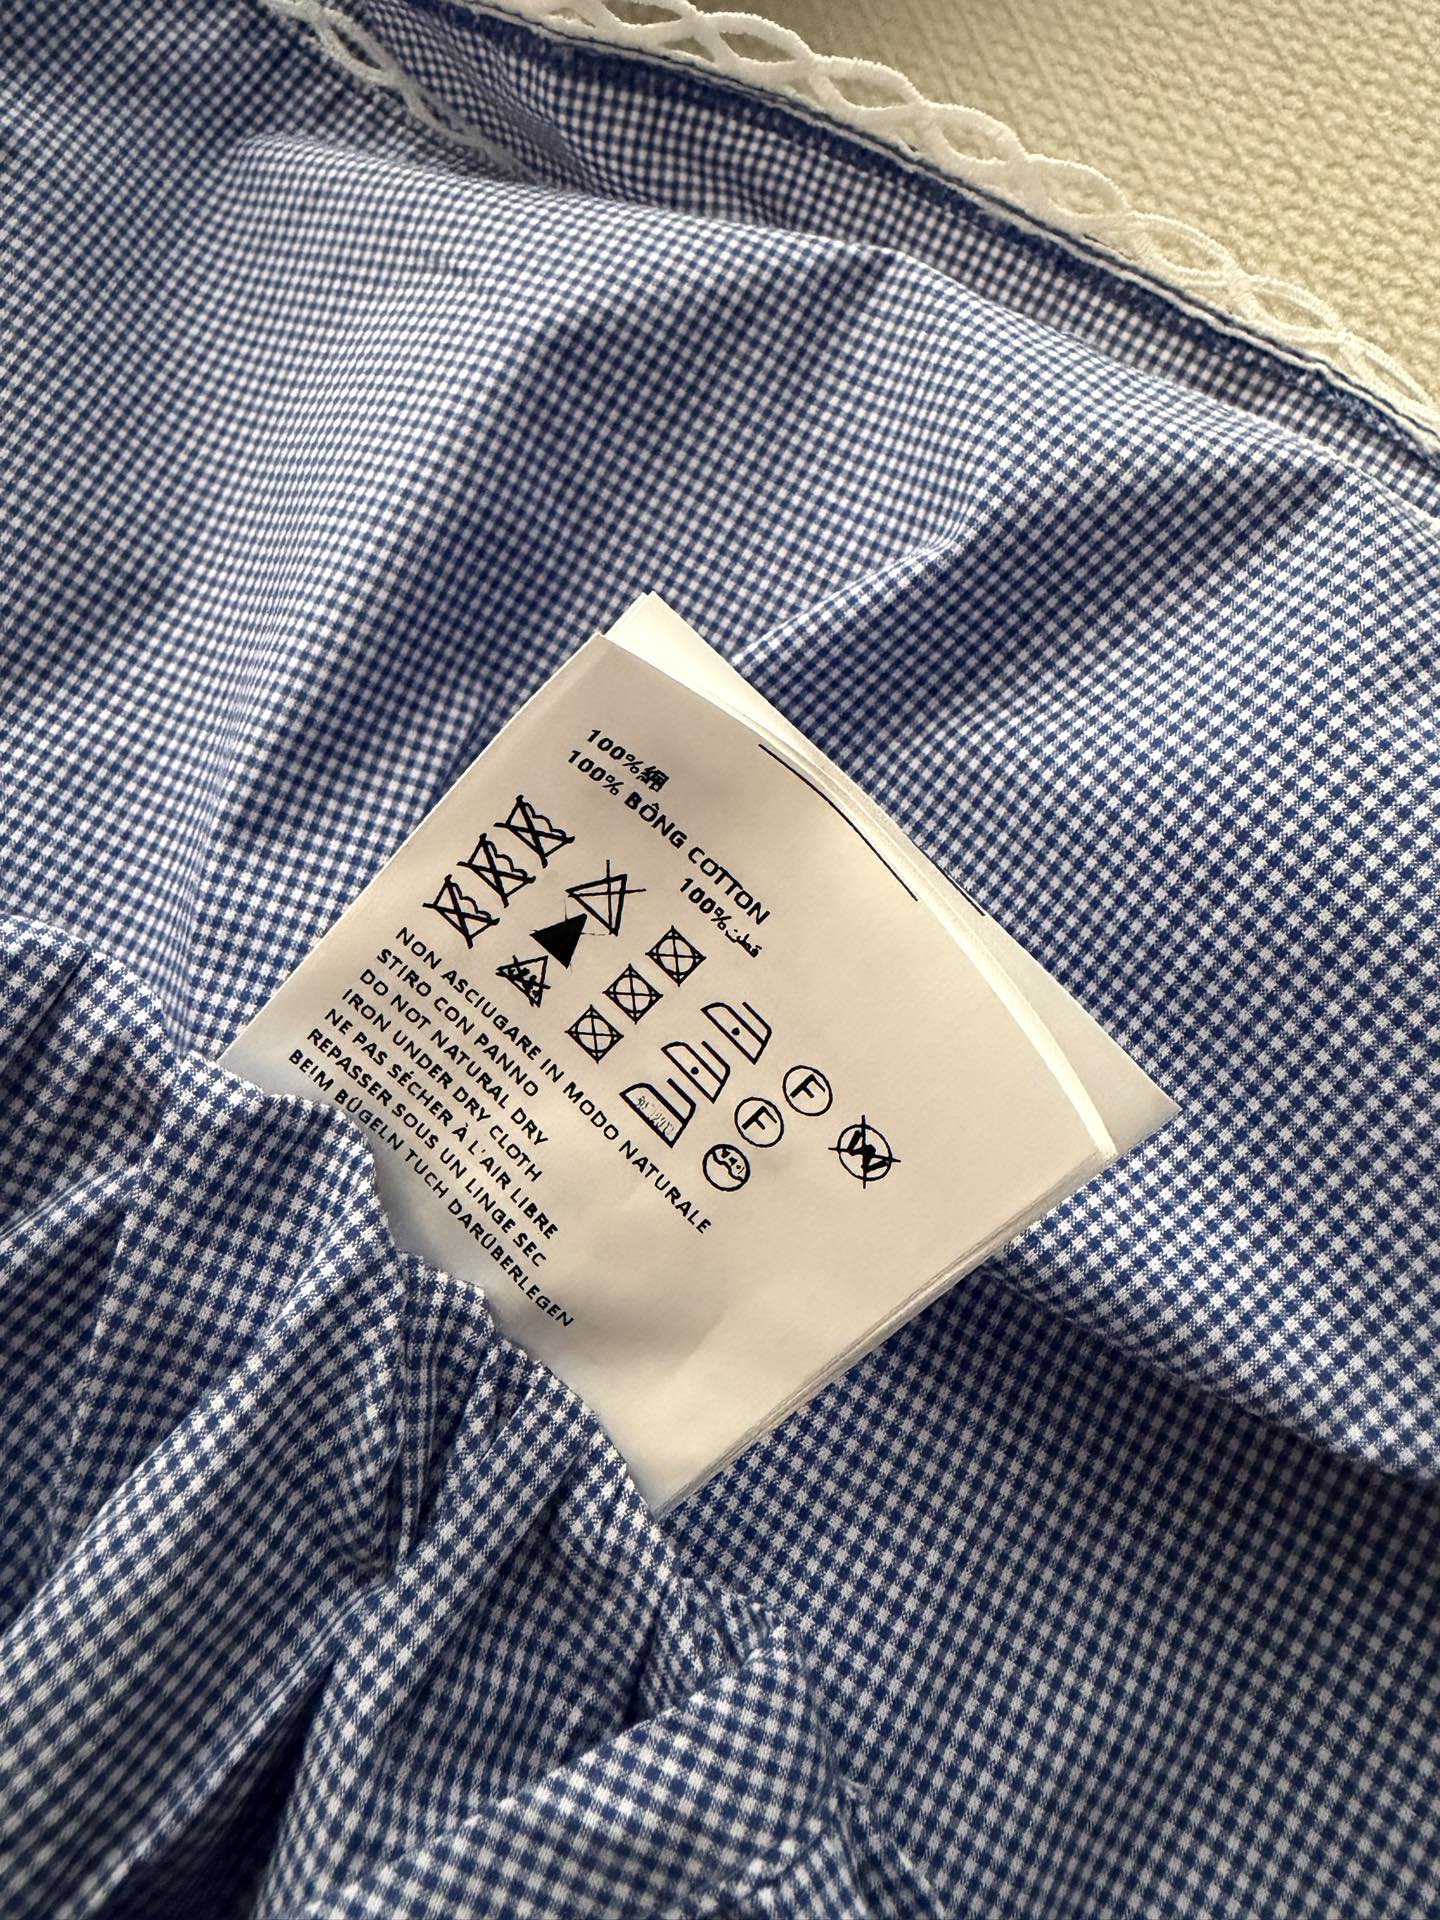 100%綿
100% BÔNG COTTON
100% قطن
F
F
NON ASCIUGARE IN MODO NATURALE
STIRO CON PANNO
DO NOT NATURAL DRY
IRON UNDER DRY CLOTH
NE PAS SÉCHER À L'AIR LIBRE
REPASSER SOUS UN LINGE SEC
BEIM BÜGELN TUCH DARÜBERLEGEN